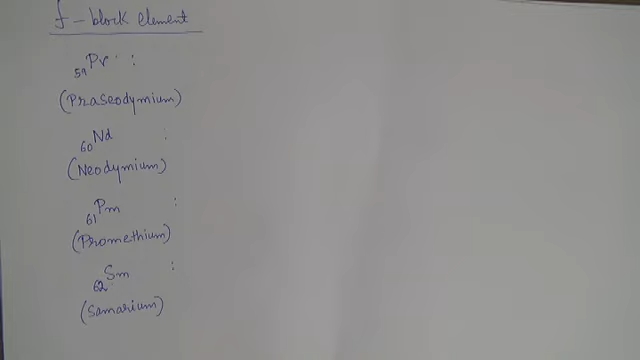 f - block element
59Pr :
(Praseodymium)
60Nd :
(Neodymium)
61Pm :
(Promethium)
62Sm :
(Samarium)